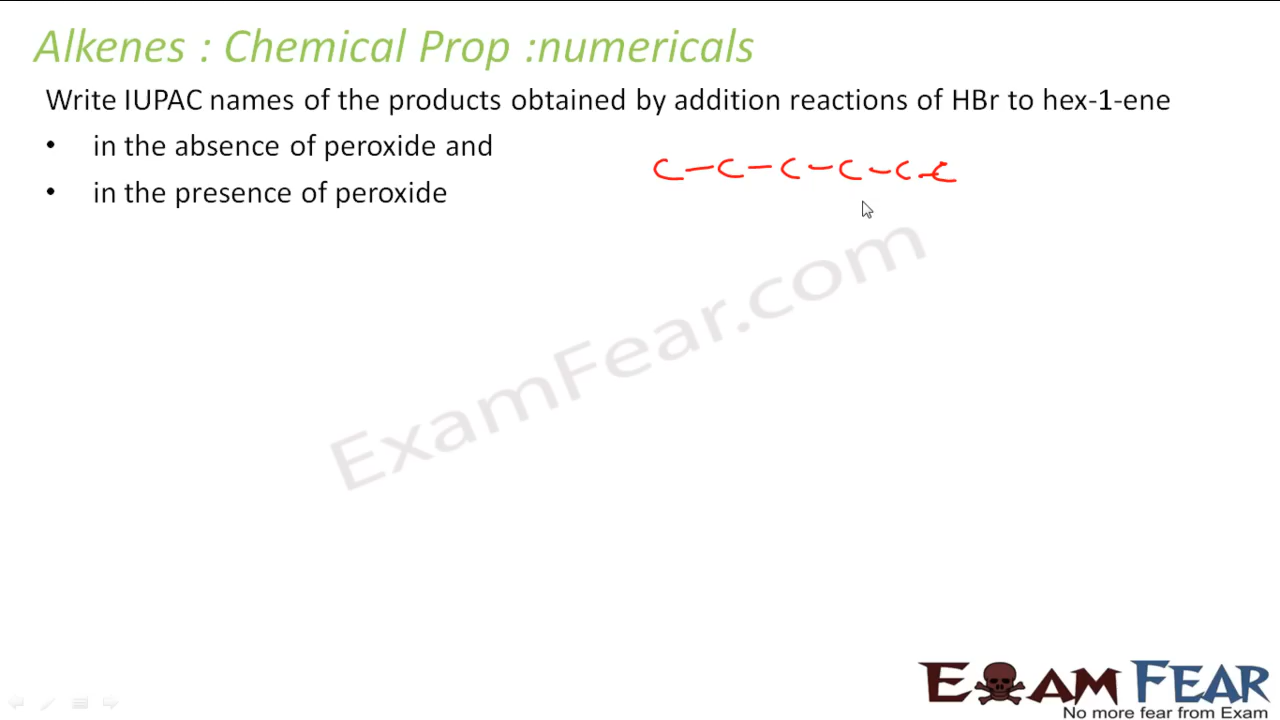 Alkenes : Chemical Prop :numericals
Write IUPAC names of the products obtained by addition reactions of HBr to hex-1-ene
• in the absence of peroxide and
• in the presence of peroxide
C-C-C-C-C-C
ExamFear.com
EXAM FEAR
No more fear from Exam